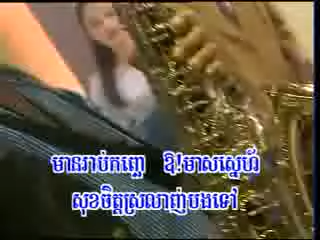 មានរាប់កញ្ចេ ឱ!មាសស្នេហ៍
សុខចិត្តស្រលាញ់បងទៅ